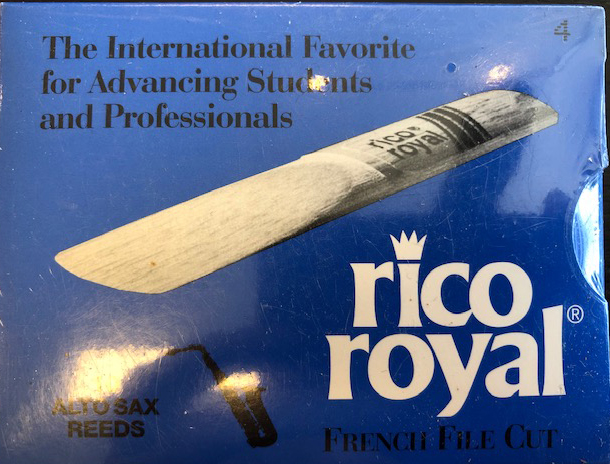 The International Favorite
for Advancing Students
and Professionals
4
rico®
royal
rico
royal®
ALTO SAX
REEDS
FRENCH FILE CUT